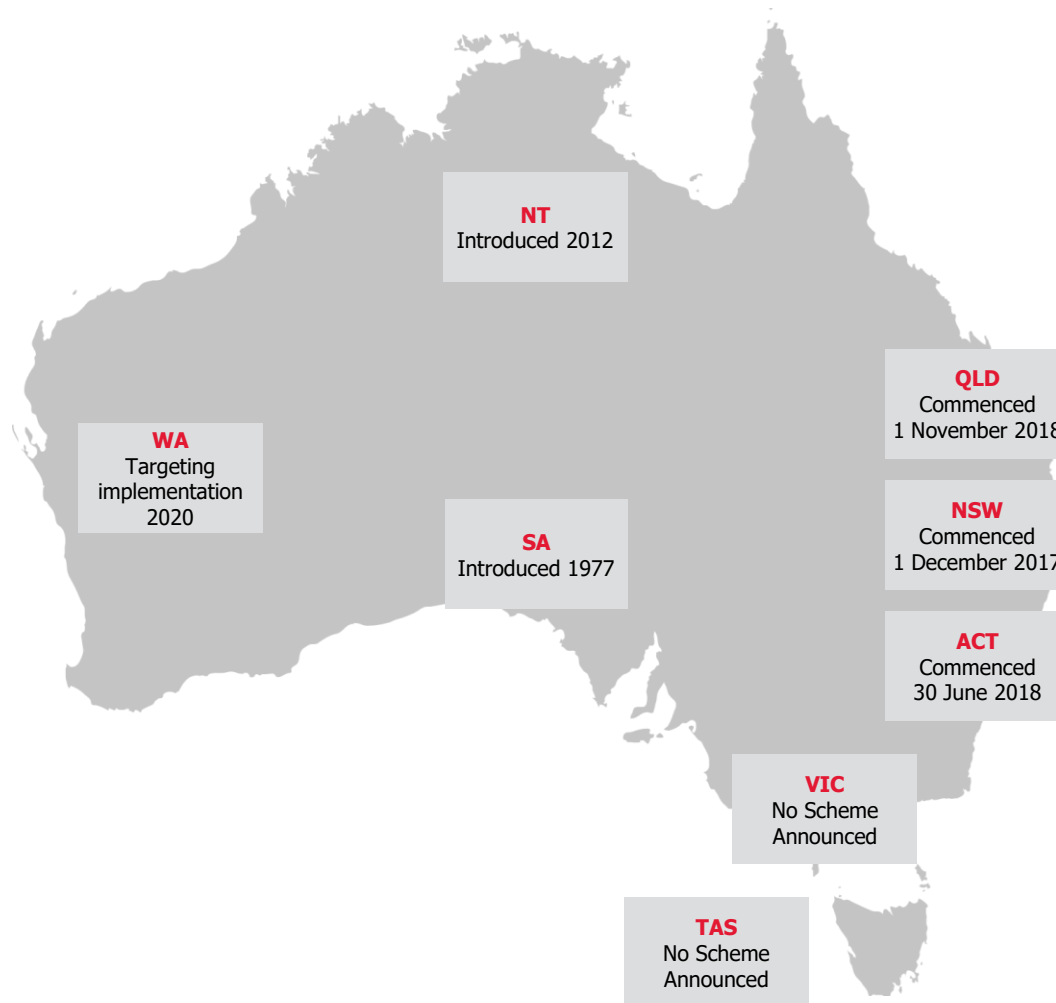 NT
Introduced 2012
QLD
Commenced
1 November 2018
WA
Targeting
implementation
2020
NSW
Commenced
1 December 2017
SA
Introduced 1977
ACT
Commenced
30 June 2018
VIC
No Scheme
Announced
TAS
No Scheme
Announced